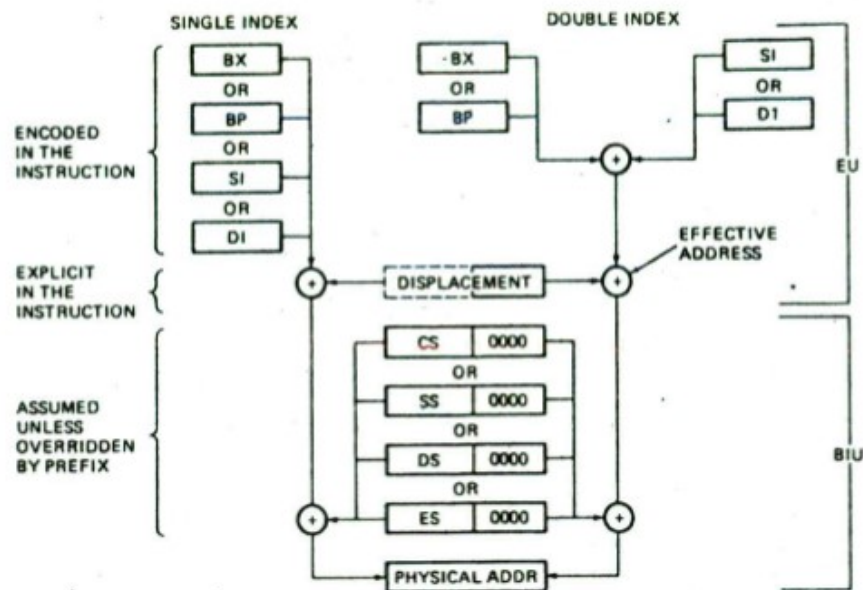 SINGLE INDEX
DOUBLE INDEX
BX
OR
BP
OR
SI
OR
DI
BX
OR
BP
SI
OR
D1
ENCODED
IN THE
INSTRUCTION
EU
EFFECTIVE
ADDRESS
EXPLICIT
IN THE
INSTRUCTION
DISPLACEMENT
CS 0000
OR
SS 0000
OR
DS 0000
OR
ES 0000
ASSUMED
UNLESS
OVERRIDDEN
BY PREFIX
BIU
PHYSICAL ADDR